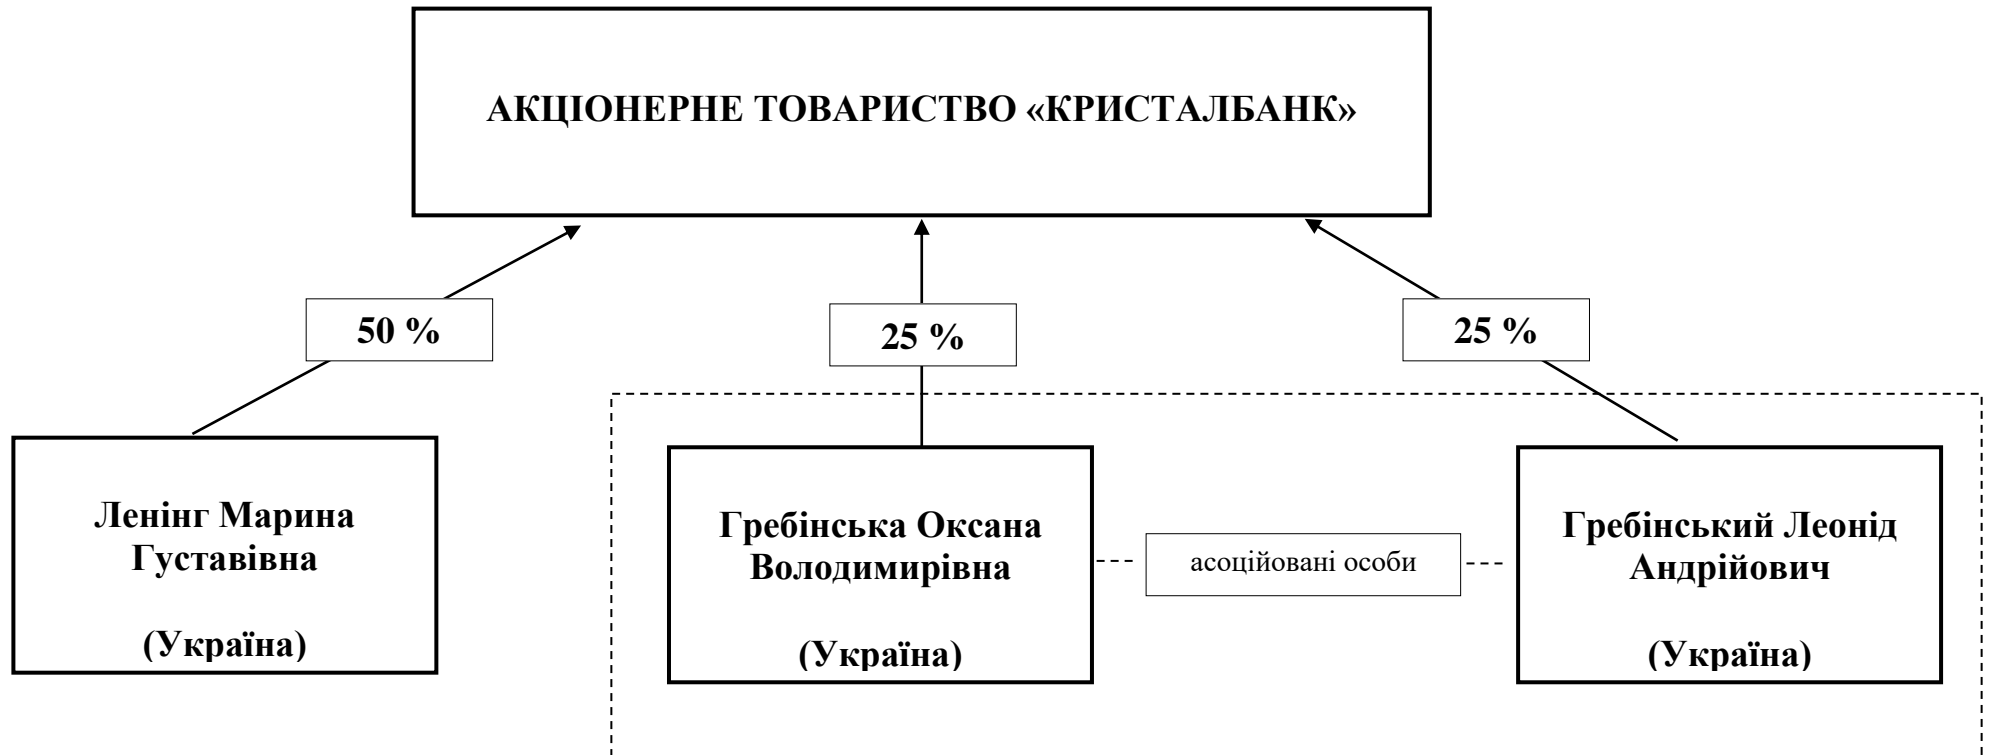 АКЦІОНЕРНЕ ТОВАРИСТВО «КРИСТАЛБАНК»
50 %
25 %
25 %
Ленінг Марина
Густавівна
(Україна)
Гребінська Оксана
Володимирівна
(Україна)
асоційовані особи
Гребінський Леонід
Андрійович
(Україна)